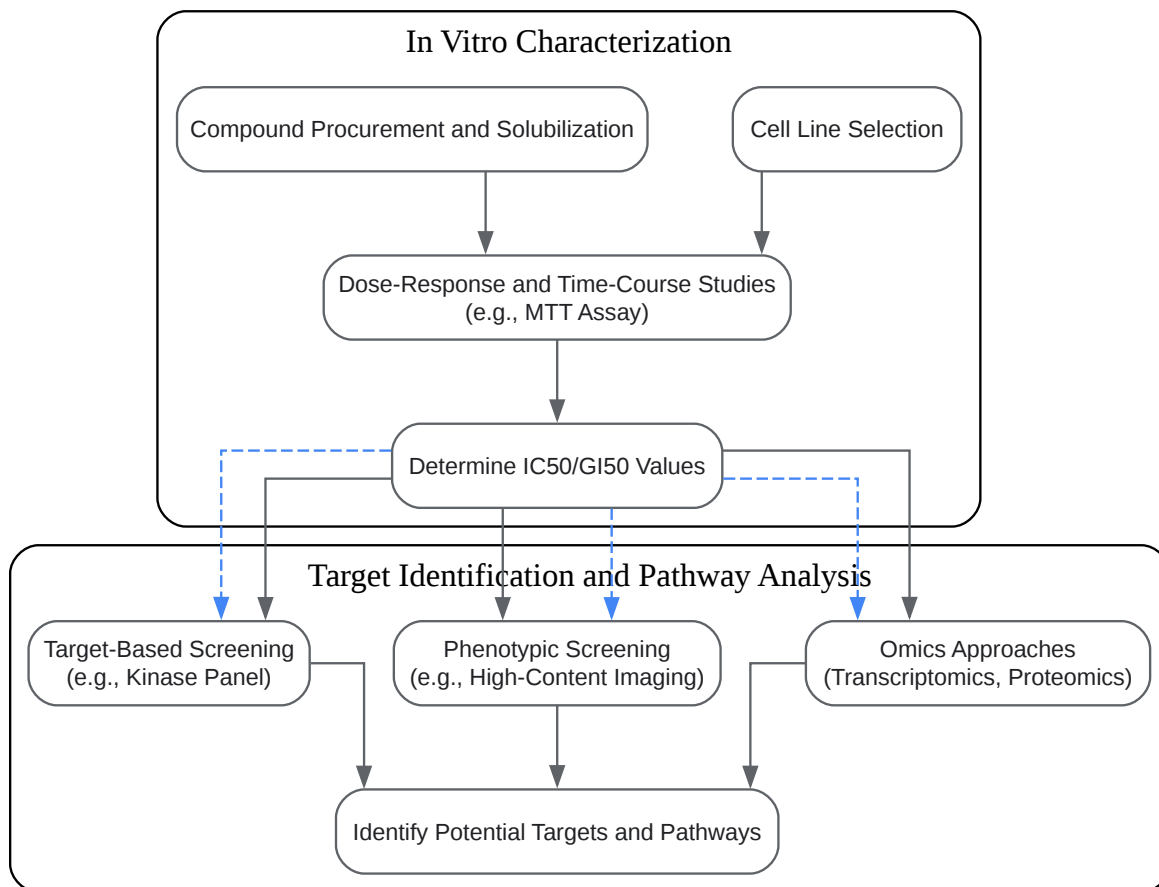 In Vitro Characterization
Compound Procurement and Solubilization
Cell Line Selection
Dose-Response and Time-Course Studies
(e.g., MTT Assay)
Determine IC50/GI50 Values
Target Identification and Pathway Analysis
Target-Based Screening
(e.g., Kinase Panel)
Phenotypic Screening
(e.g., High-Content Imaging)
Omics Approaches
(Transcriptomics, Proteomics)
Identify Potential Targets and Pathways